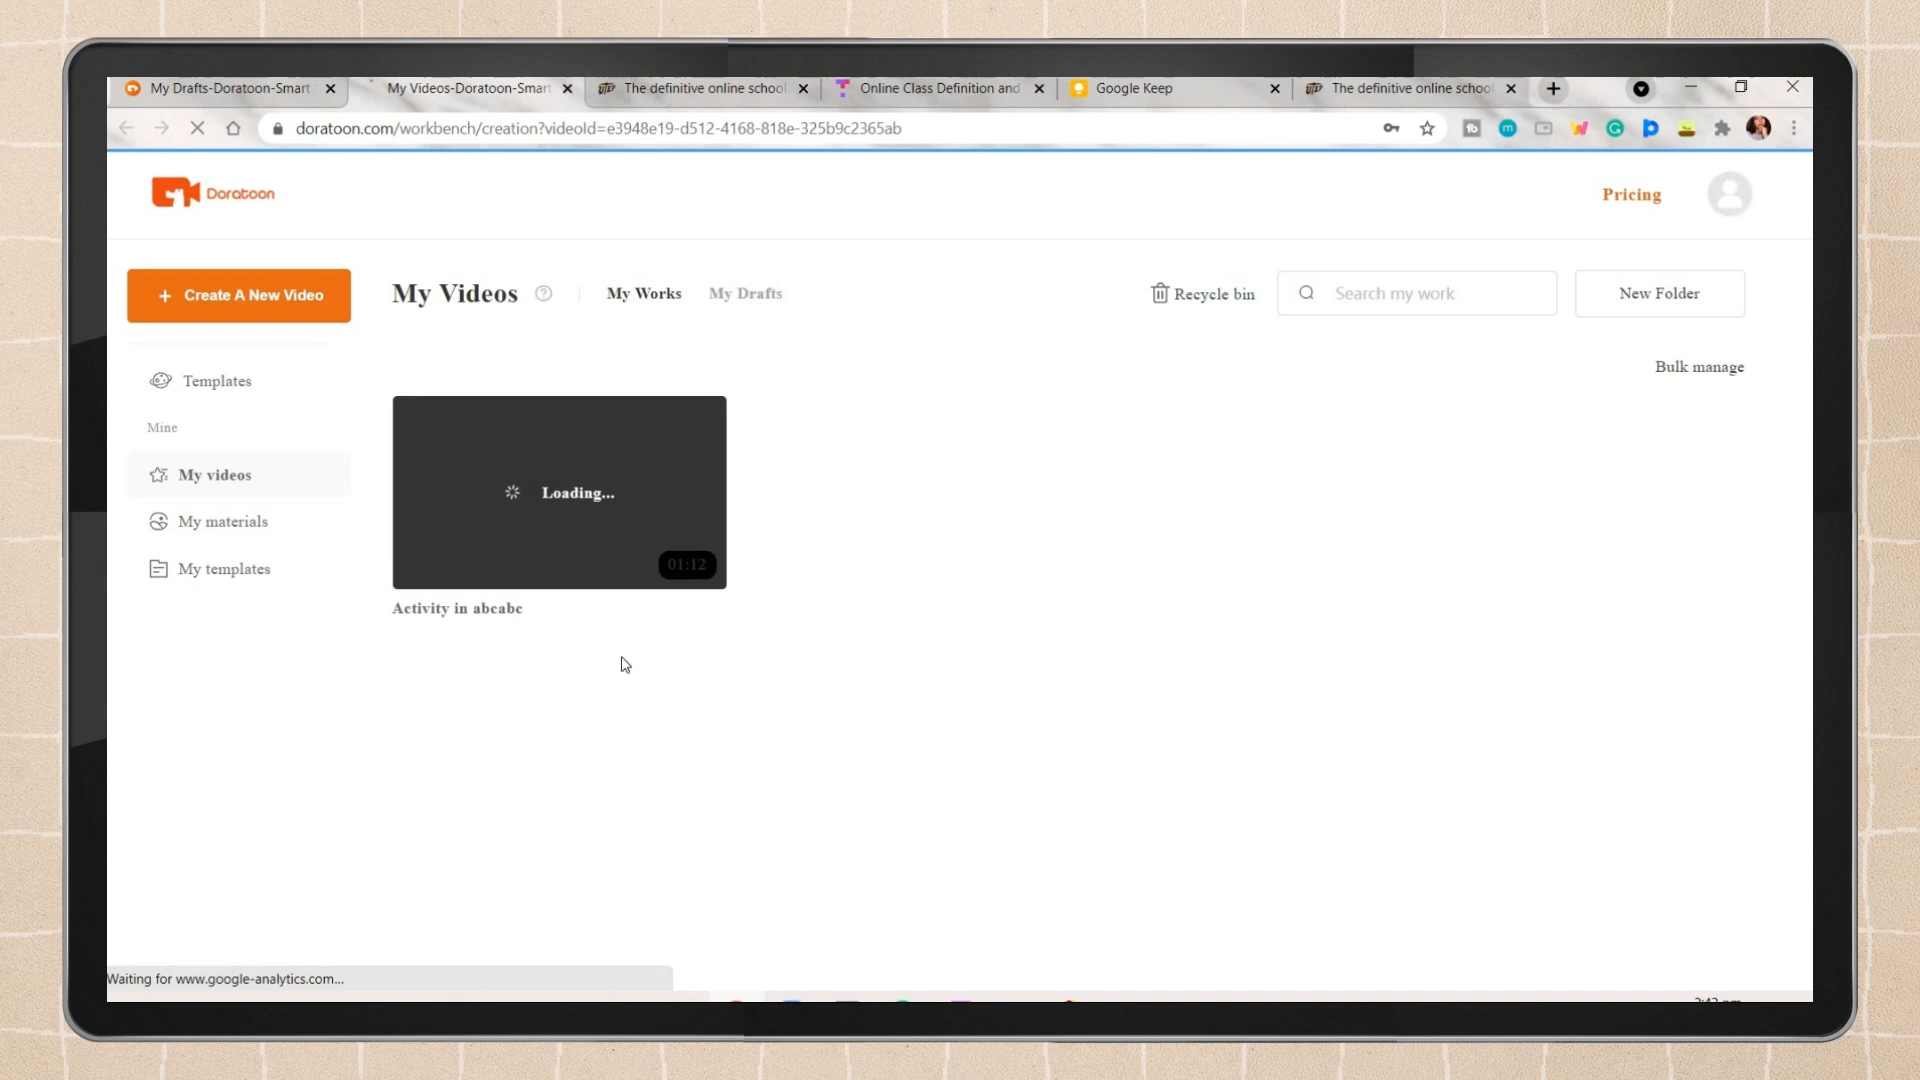 My Drafts-Doratoon-Smart
My Videos-Doratoon-Smart
The definitive online school
Online Class Definition and
Google Keep
The definitive online school
doratoon.com/workbench/creation?videoId=e3948e19-d512-4168-818e-325b9c2365ab
Doratoon
Pricing
+ Create A New Video
My Videos
My Works
My Drafts
Recycle bin
Search my work
New Folder
Bulk manage
Templates
Mine
My videos
My materials
My templates
Loading...
01:12
Activity in abcabc
Waiting for www.google-analytics.com...